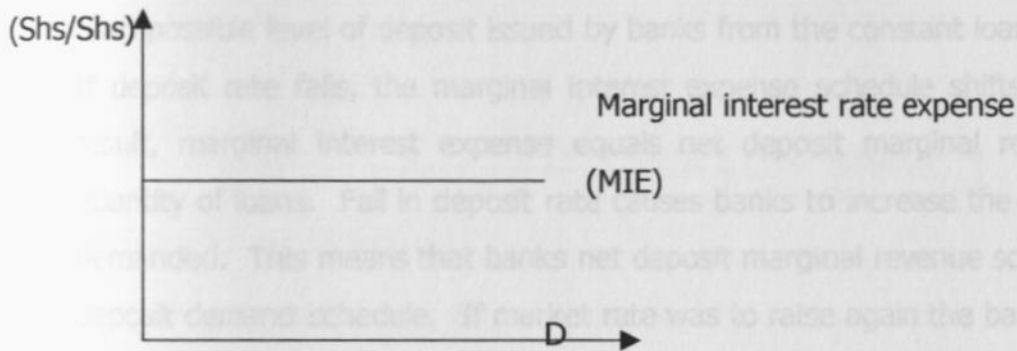 (Shs/Shs)
possible level of deposit issued by banks from the constant
If deposit rate falls, the marginal interest expense schedule shifts
Marginal interest rate expense
result, marginal interest expense equals net deposit marginal
(MIE)
quantity of loans. Fall in deposit rate causes banks to increase the
demanded. This means that banks net deposit marginal revenue
deposit demand schedule. If market rate was to raise again the
D